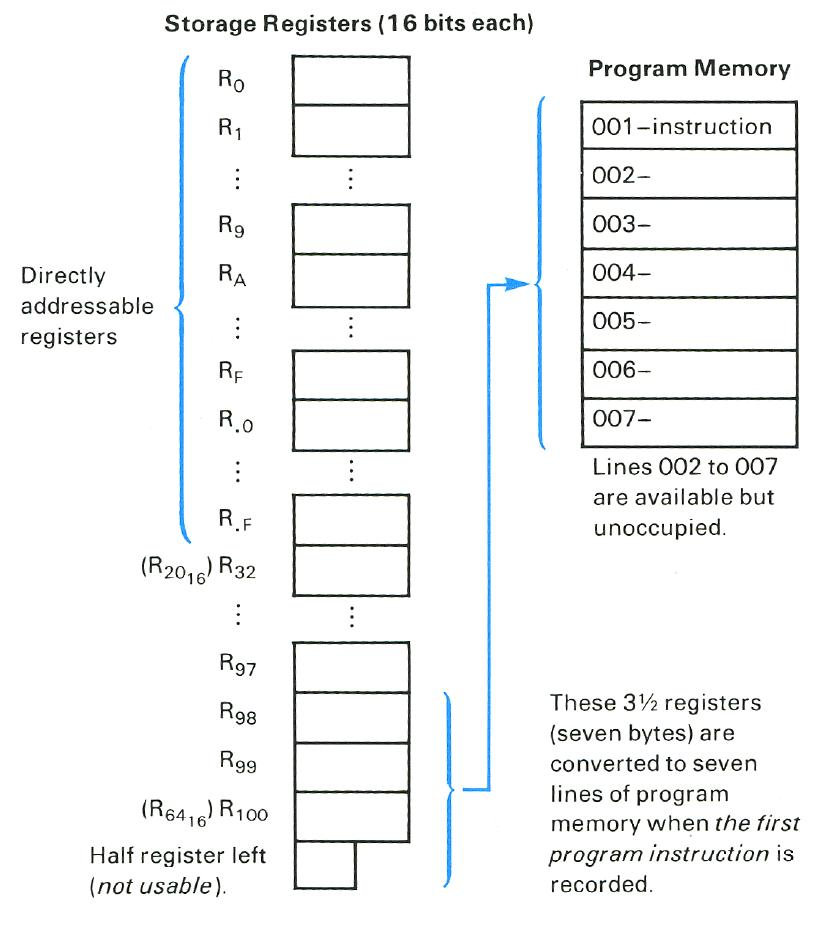 Storage Registers (16 bits each)
R0
R1
⋮ ⋮
R9
RA
⋮ ⋮
RF
R.0
⋮ ⋮
R.F
(R2016) R32
⋮ ⋮
R97
R98
R99
(R6416) R100
Half register left
(not usable).
Directly
addressable
registers
Program Memory
001–instruction
002–
003–
004–
005–
006–
007–
Lines 002 to 007
are available but
unoccupied.
These 3½ registers
(seven bytes) are
converted to seven
lines of program
memory when the first
program instruction is
recorded.